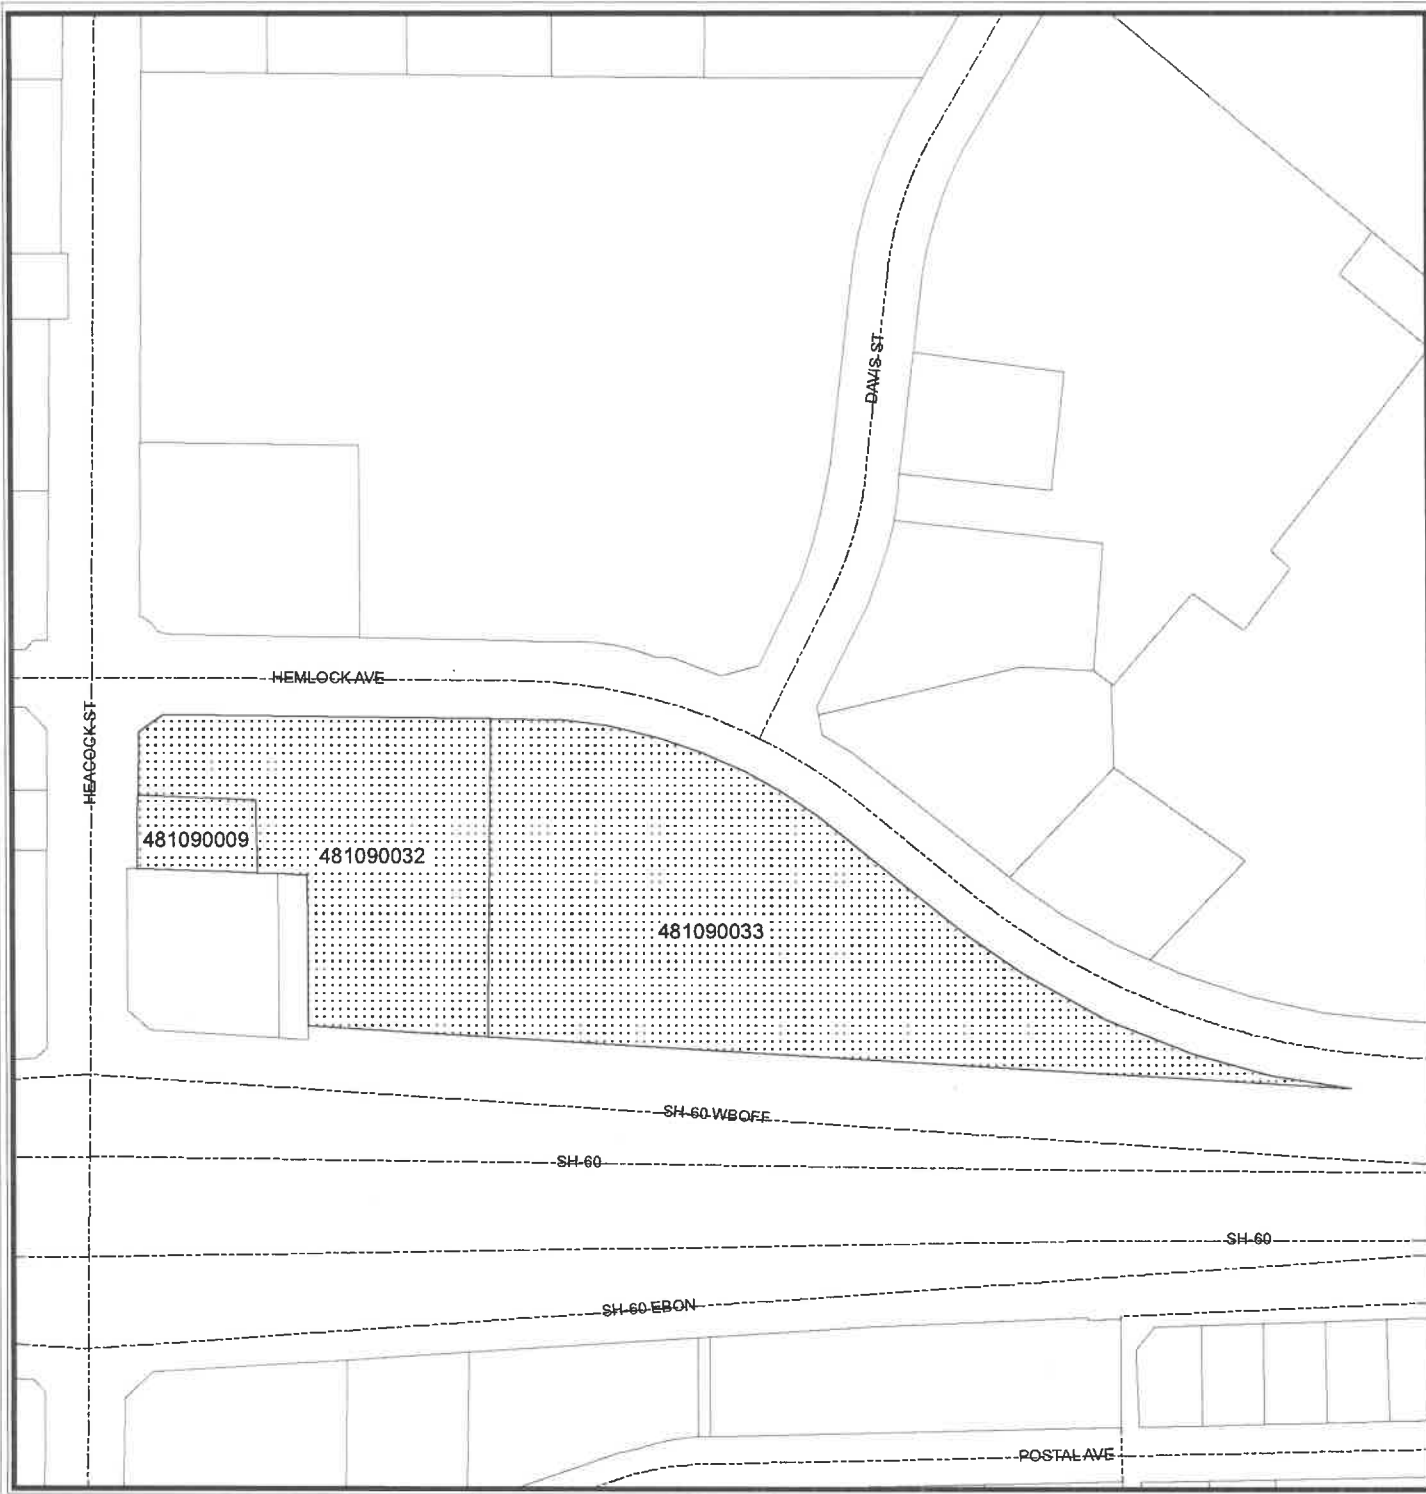 DAVIS ST
HEMLOCK AVE
HEACOCK ST
481090009
481090032
481090033
SH-60 WBOFF
SH-60
SH-60
SH-60 EBON
POSTAL AVE